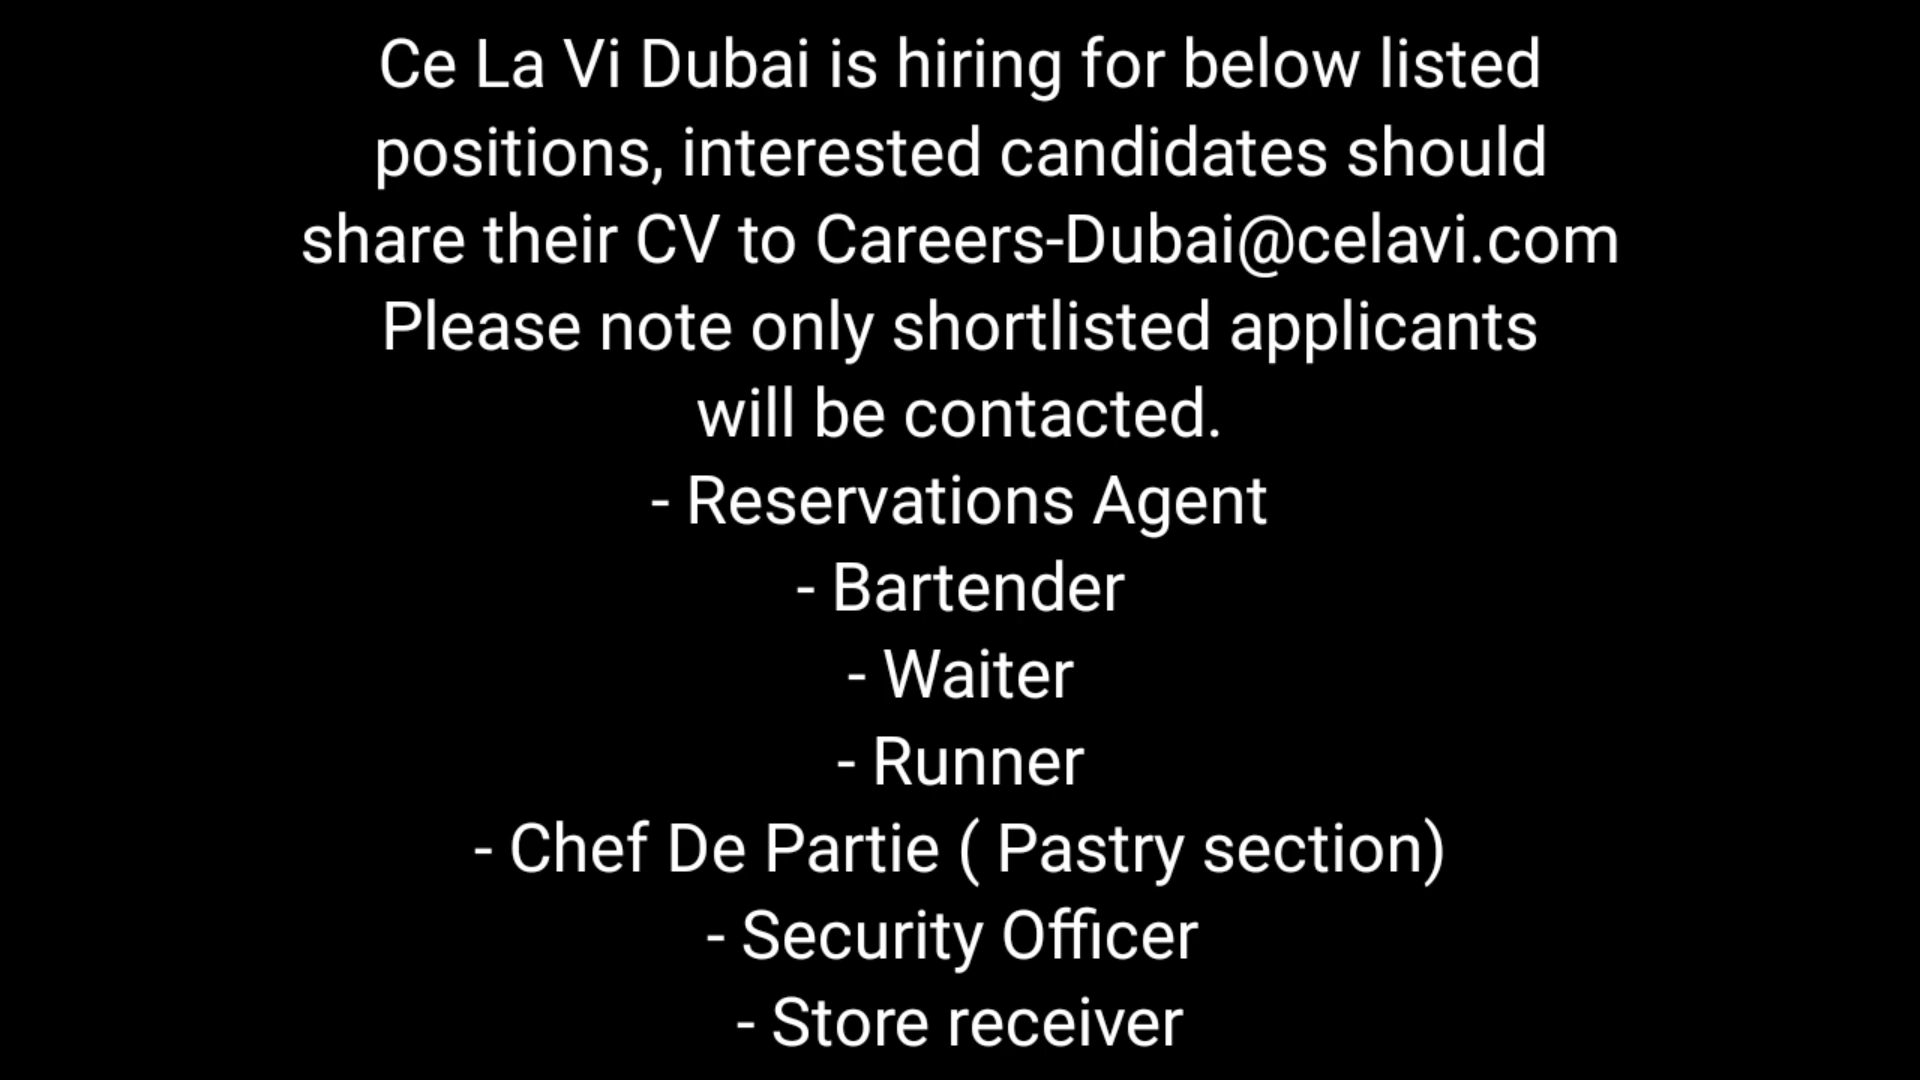 Ce La Vi Dubai is hiring for below listed
positions, interested candidates should
share their CV to Careers-Dubai@celavi.com
Please note only shortlisted applicants
will be contacted.
- Reservations Agent
- Bartender
- Waiter
- Runner
- Chef De Partie ( Pastry section)
- Security Officer
- Store receiver